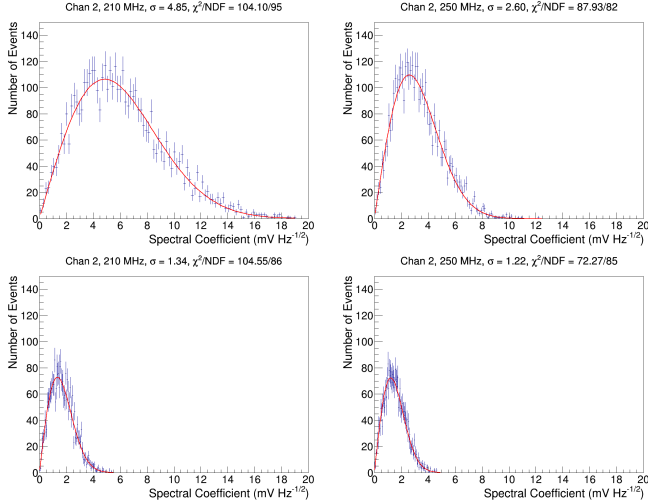 Chan 2, 210 MHz, σ = 4.85, χ²/NDF = 104.10/95
Number of Events
140
120
100
80
60
40
20
0
0 2 4 6 8 10 12 14 16 18 20
Spectral Coefficient (mV Hz^-1/2)
Chan 2, 250 MHz, σ = 2.60, χ²/NDF = 87.93/82
Number of Events
140
120
100
80
60
40
20
0
0 2 4 6 8 10 12 14 16 18 20
Spectral Coefficient (mV Hz^-1/2)
Chan 2, 210 MHz, σ = 1.34, χ²/NDF = 104.55/86
Number of Events
140
120
100
80
60
40
20
0
0 2 4 6 8 10 12 14 16 18 20
Spectral Coefficient (mV Hz^-1/2)
Chan 2, 250 MHz, σ = 1.22, χ²/NDF = 72.27/85
Number of Events
140
120
100
80
60
40
20
0
0 2 4 6 8 10 12 14 16 18 20
Spectral Coefficient (mV Hz^-1/2)